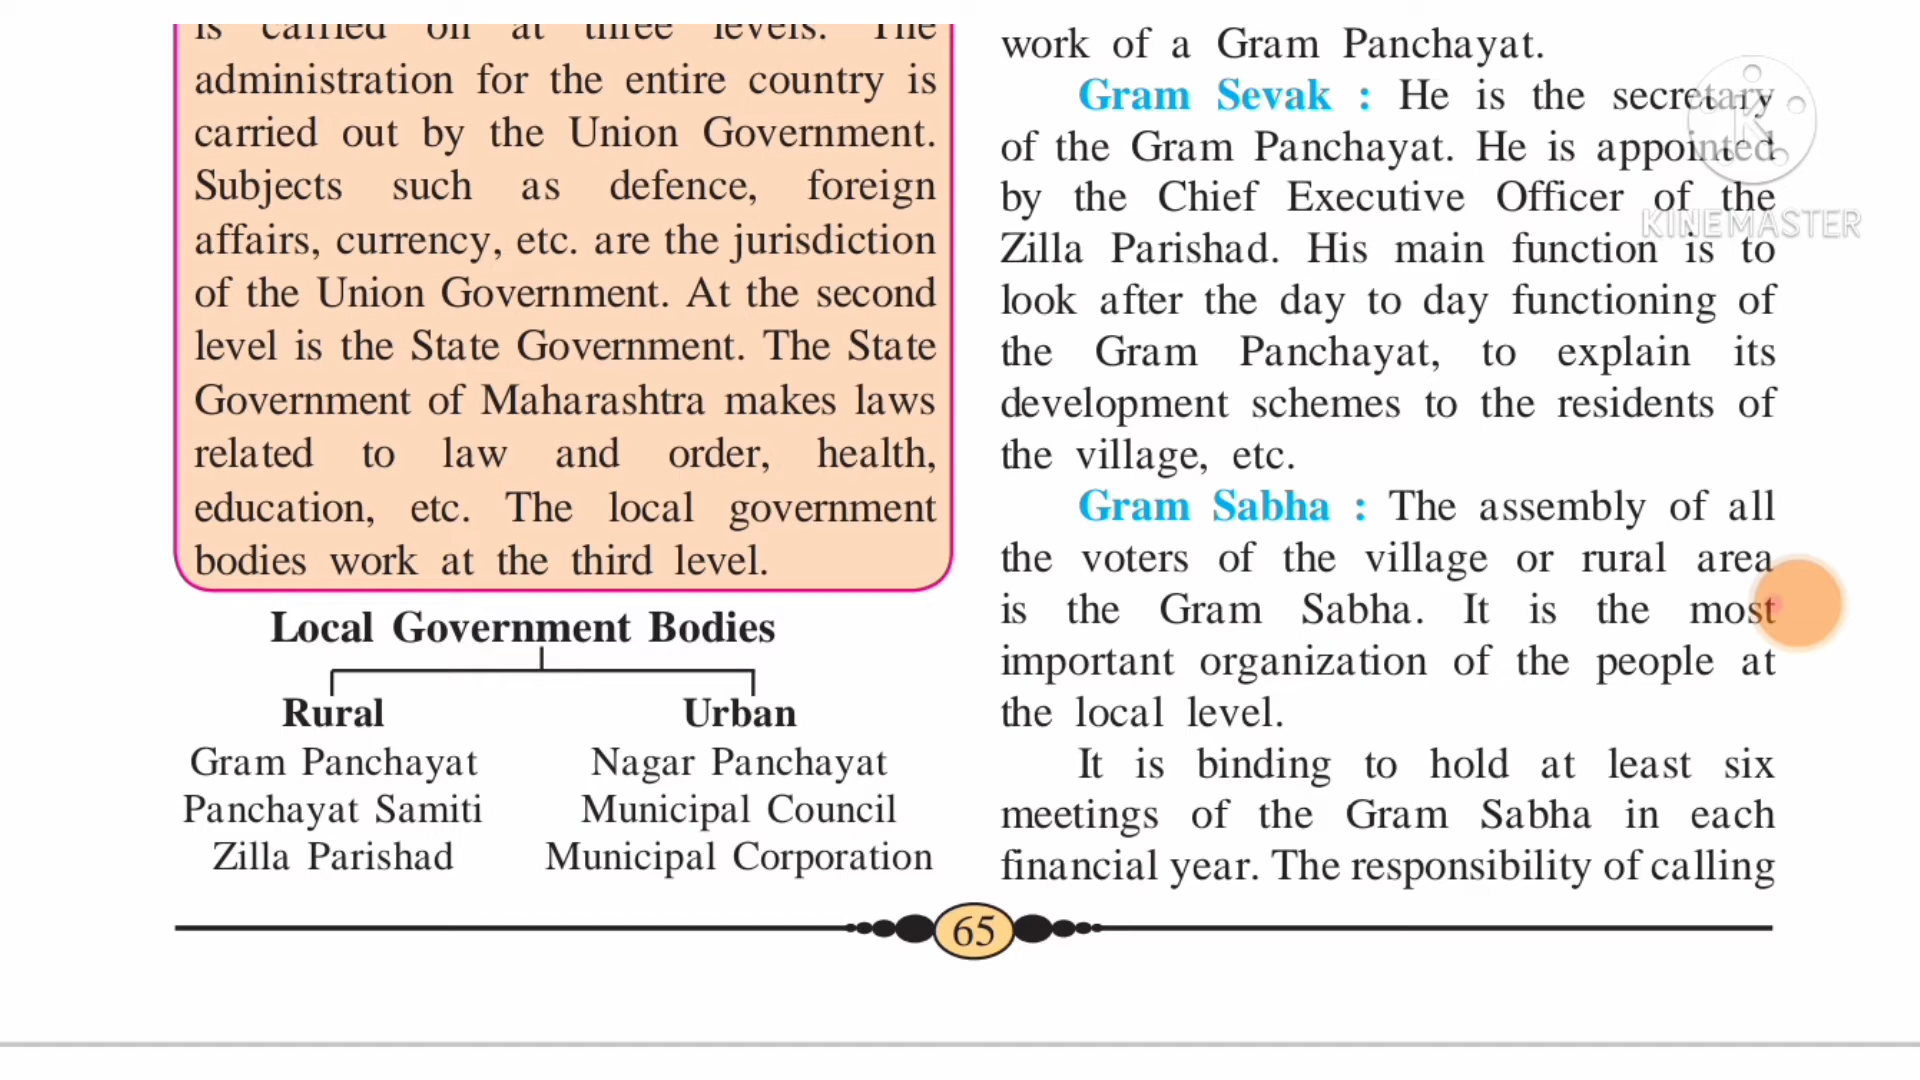 is carried on at three levels. The
administration for the entire country is
carried out by the Union Government.
Subjects such as defence, foreign
affairs, currency, etc. are the jurisdiction
of the Union Government. At the second
level is the State Government. The State
Government of Maharashtra makes laws
related to law and order, health,
education, etc. The local government
bodies work at the third level.
Local Government Bodies
Rural
Gram Panchayat
Panchayat Samiti
Zilla Parishad
Urban
Nagar Panchayat
Municipal Council
Municipal Corporation
work of a Gram Panchayat.
Gram Sevak : He is the secretary
of the Gram Panchayat. He is appointed
by the Chief Executive Officer of the
Zilla Parishad. His main function is to
look after the day to day functioning of
the Gram Panchayat, to explain its
development schemes to the residents of
the village, etc.
Gram Sabha : The assembly of all
the voters of the village or rural area
is the Gram Sabha. It is the most
important organization of the people at
the local level.
It is binding to hold at least six
meetings of the Gram Sabha in each
financial year. The responsibility of calling
65
K
KINEMASTER